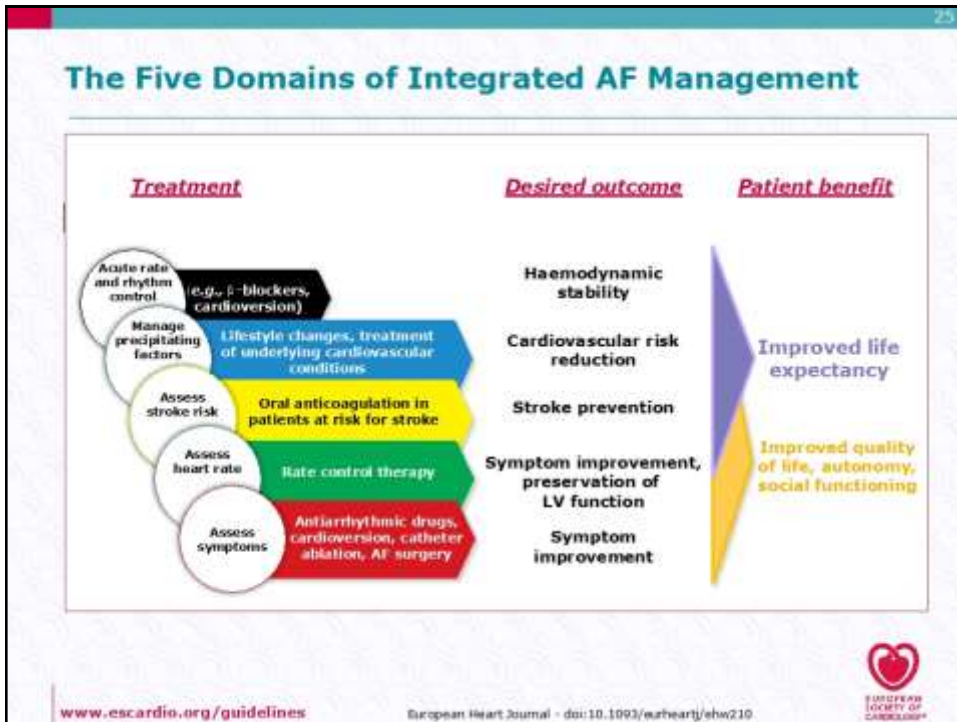 25
The Five Domains of Integrated AF Management
Treatment
Desired outcome
Patient benefit
Acute rate
and rhythm
control
(e.g., β-blockers,
cardioversion)
Haemodynamic
stability
Manage
precipitating
factors
Lifestyle changes, treatment
of underlying cardiovascular
conditions
Cardiovascular risk
reduction
Improved life
expectancy
Assess
stroke risk
Oral anticoagulation in
patients at risk for stroke
Stroke prevention
Assess
heart rate
Rate control therapy
Symptom improvement,
preservation of
LV function
Improved quality
of life, autonomy,
social functioning
Assess
symptoms
Antiarrhythmic drugs,
cardioversion, catheter
ablation, AF surgery
Symptom
improvement
www.escardio.org/guidelines
European Heart Journal - doi:10.1093/eurheartj/ehw210
EUROPEAN
SOCIETY OF
CARDIOLOGY®